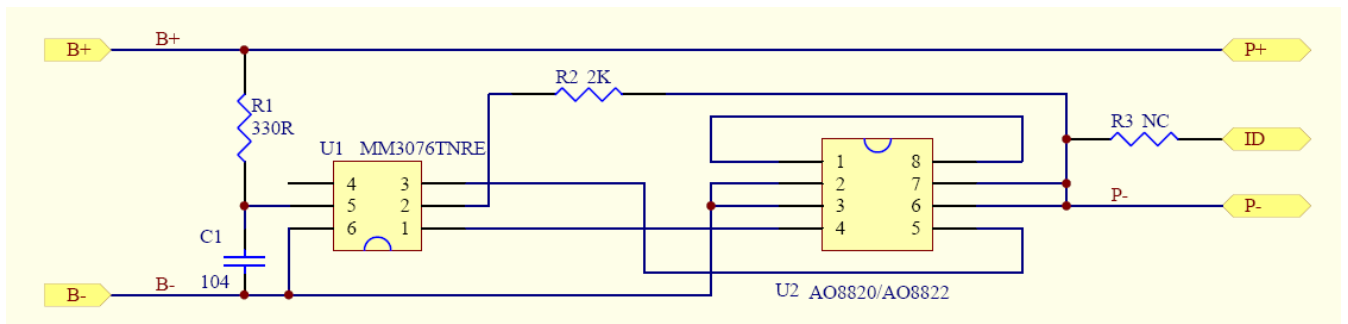 B+ B+ P+
R2 2K
R1
330R
R3 NC ID
U1 MM3076TNRE
4 3
5 2
6 1
1 8
2 7
3 6
4 5
P- P-
C1
104
B- B-
U2 AO8820/AO8822